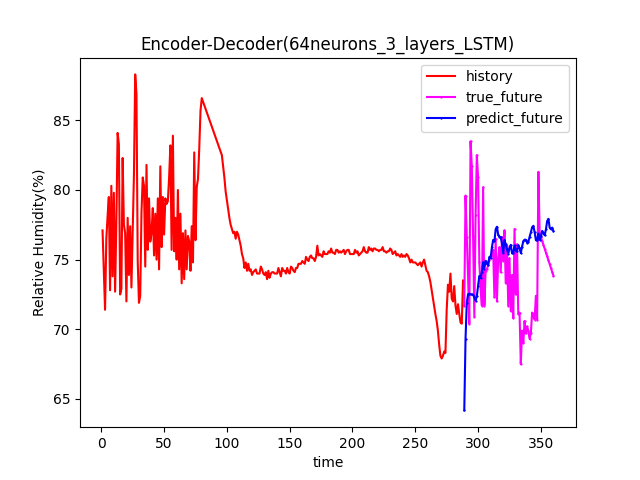 Encoder-Decoder(64neurons_3_layers_LSTM)
history
true_future
predict_future
Relative Humidity(%)
85
80
75
70
65
0
50
100
150
200
250
300
350
time